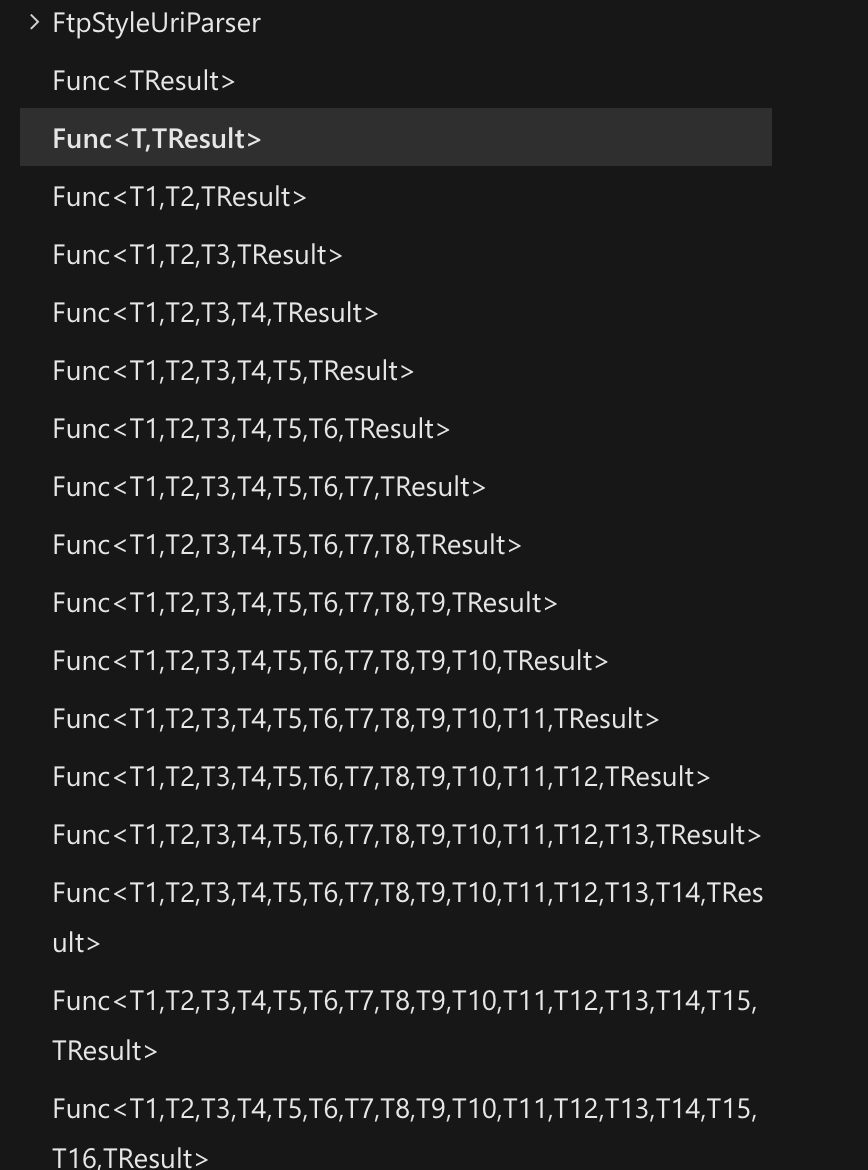 FtpStyleUriParser
Func<TResult>
Func<T,TResult>
Func<T1,T2,TResult>
Func<T1,T2,T3,TResult>
Func<T1,T2,T3,T4,TResult>
Func<T1,T2,T3,T4,T5,TResult>
Func<T1,T2,T3,T4,T5,T6,TResult>
Func<T1,T2,T3,T4,T5,T6,T7,TResult>
Func<T1,T2,T3,T4,T5,T6,T7,T8,TResult>
Func<T1,T2,T3,T4,T5,T6,T7,T8,T9,TResult>
Func<T1,T2,T3,T4,T5,T6,T7,T8,T9,T10,TResult>
Func<T1,T2,T3,T4,T5,T6,T7,T8,T9,T10,T11,TResult>
Func<T1,T2,T3,T4,T5,T6,T7,T8,T9,T10,T11,T12,TResult>
Func<T1,T2,T3,T4,T5,T6,T7,T8,T9,T10,T11,T12,T13,TResult>
Func<T1,T2,T3,T4,T5,T6,T7,T8,T9,T10,T11,T12,T13,T14,TRes
ult>
Func<T1,T2,T3,T4,T5,T6,T7,T8,T9,T10,T11,T12,T13,T14,T15,
TResult>
Func<T1,T2,T3,T4,T5,T6,T7,T8,T9,T10,T11,T12,T13,T14,T15,
T16,TResult>